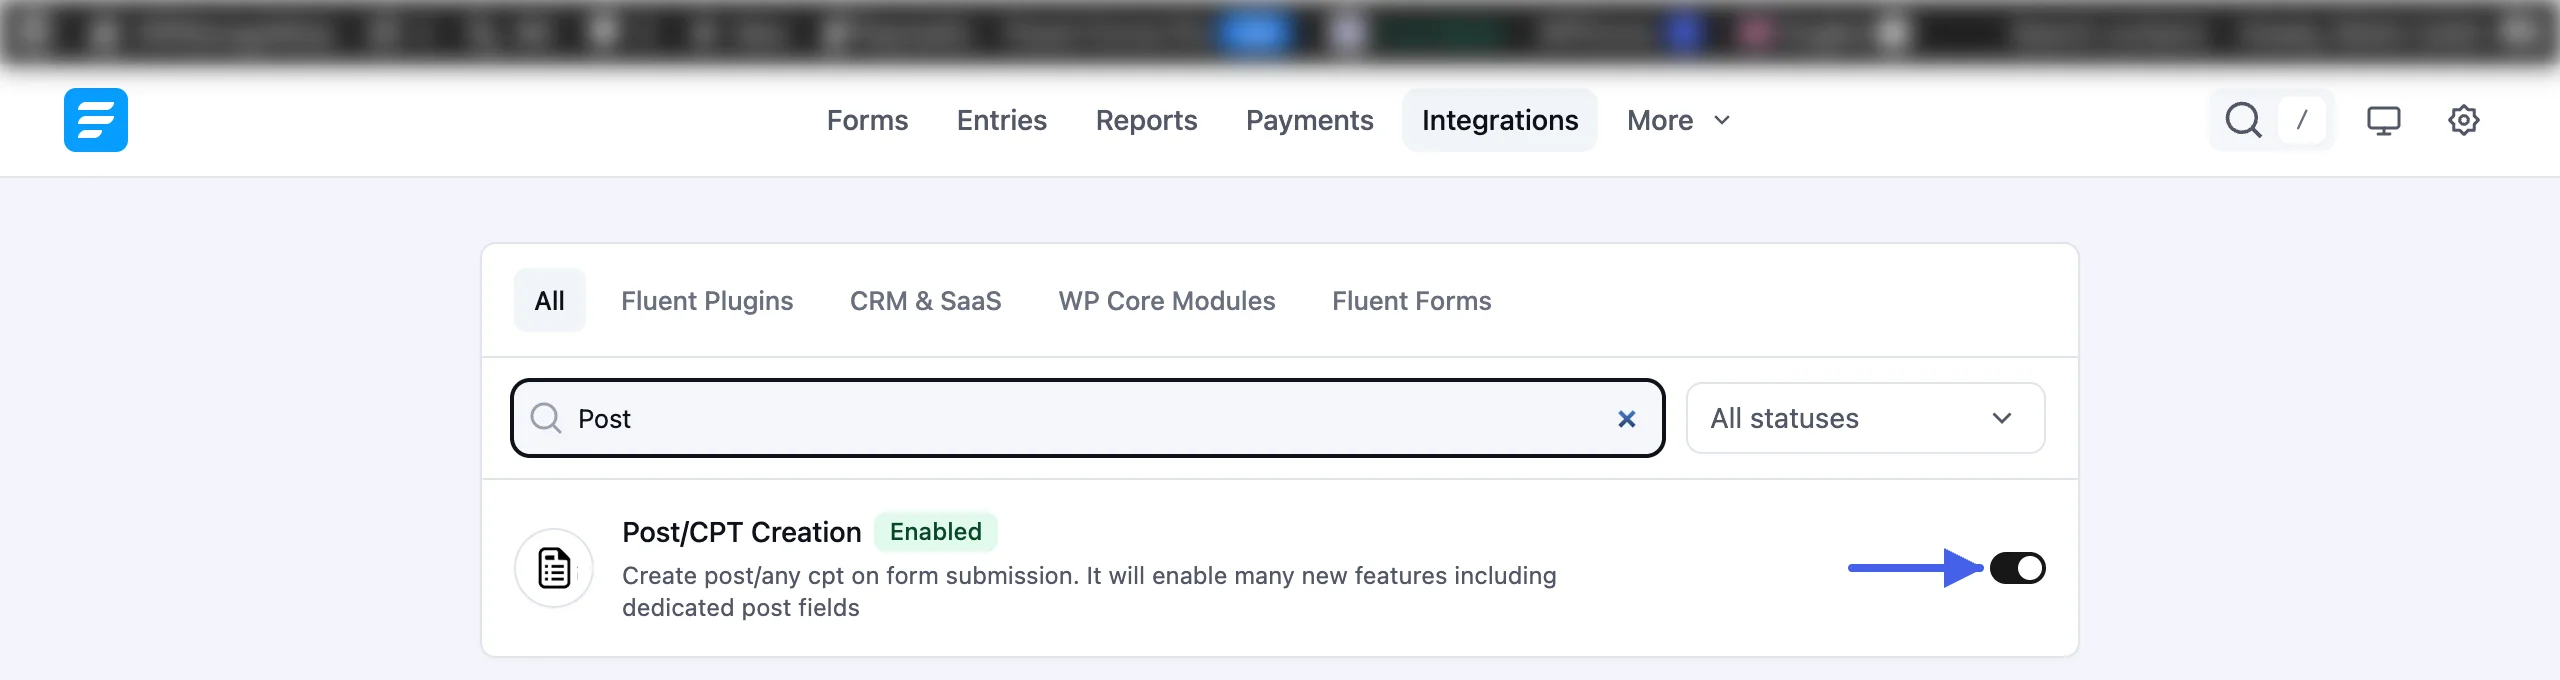 Forms Entries Reports Payments Integrations More /
All Fluent Plugins CRM & SaaS WP Core Modules Fluent Forms
Post All statuses
Post/CPT Creation Enabled
Create post/any cpt on form submission. It will enable many new features including
dedicated post fields